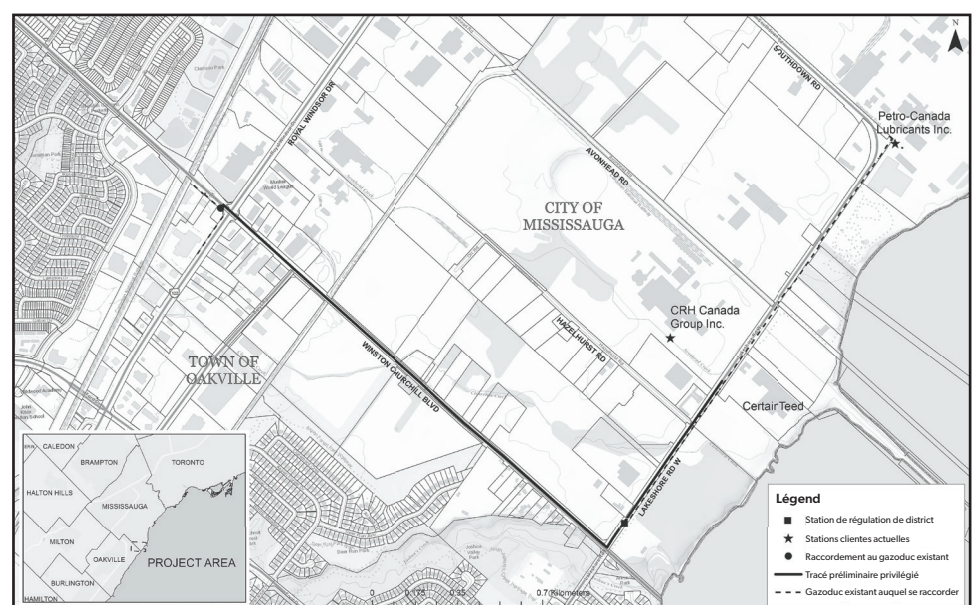 N
SOUTHDOWN RD
Petro-Canada
Lubricants Inc.
ROYAL WINDSOR DR
AVONHEAD RD
CITY OF
MISSISSAUGA
CRH Canada
Group Inc.
HAZELHURST RD
TOWN OF
OAKVILLE
WINSTON CHURCHILL BLVD
CertainTeed
LAKESHORE RD W
CALEDON
BRAMPTON
TORONTO
HALTON HILLS
MISSISSAUGA
MILTON
OAKVILLE
BURLINGTON
HAMILTON
PROJECT AREA
0 0.175 0.35 0.7 Kilometers
Légend
Station de régulation de district
Stations clientes actuelles
Raccordement au gazoduc existant
Tracé préliminaire privilégié
Gazoduc existant auquel se raccorder